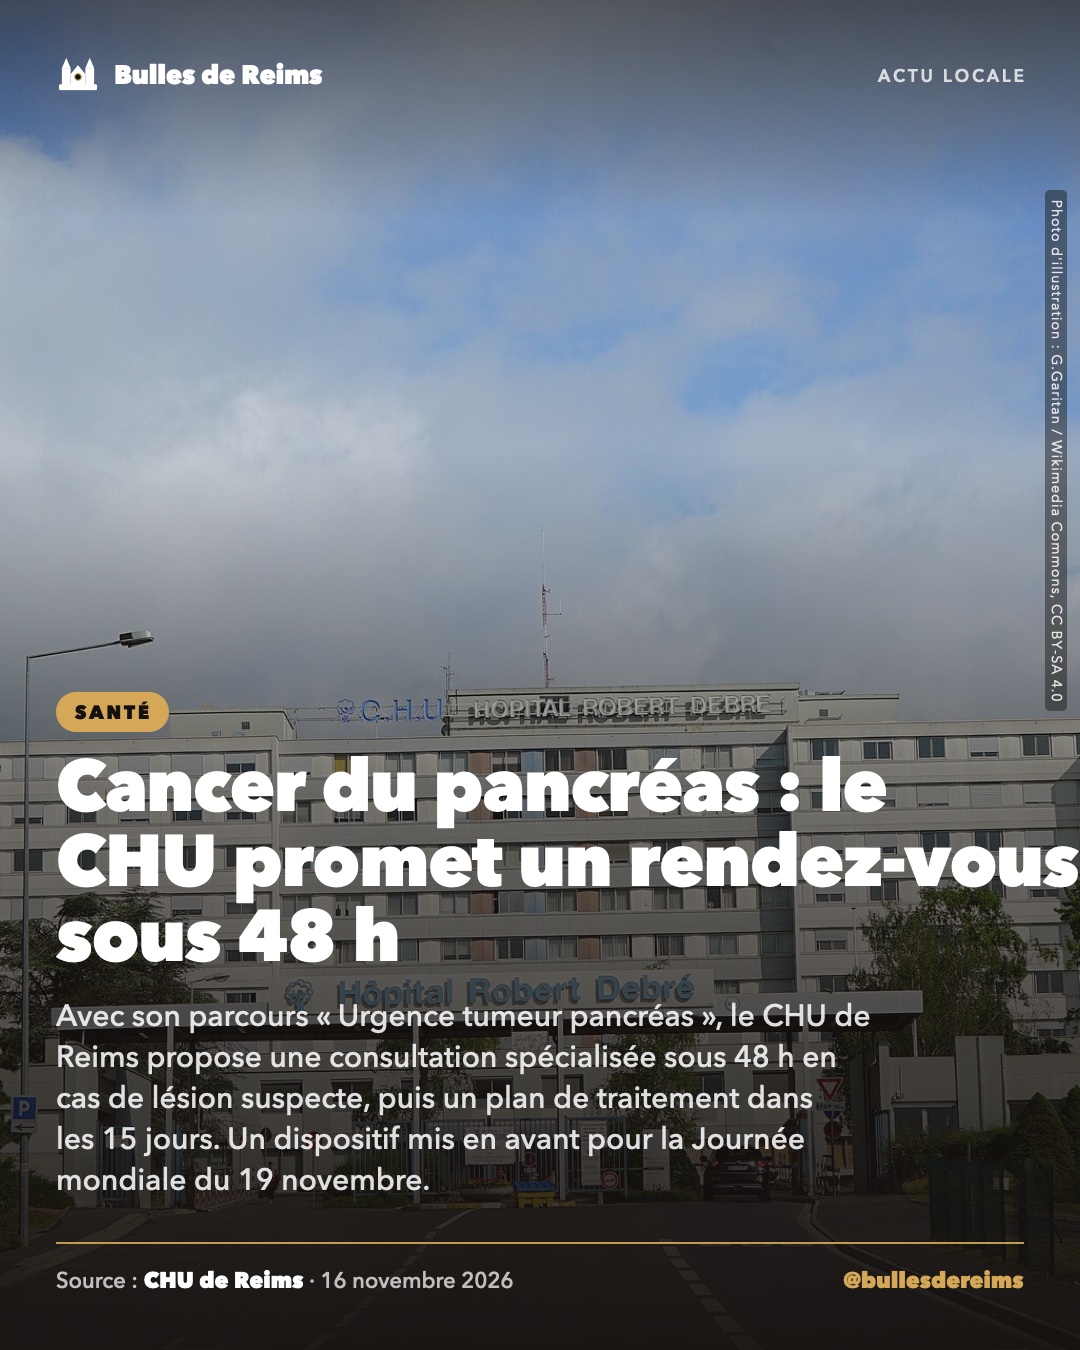 Bulles de Reims
ACTU LOCALE
Photo d'illustration : G.Garitan / Wikimedia Commons, CC BY-SA 4.0
C.H.U
HOPITAL ROBERT DEBRE
SANTÉ
Cancer du pancréas : le
CHU promet un rendez-vous
sous 48 h
Hôpital Robert Debré
Avec son parcours « Urgence tumeur pancréas », le CHU de
Reims propose une consultation spécialisée sous 48 h en
cas de lésion suspecte, puis un plan de traitement dans
les 15 jours. Un dispositif mis en avant pour la Journée
mondiale du 19 novembre.
P
Source : CHU de Reims · 16 novembre 2026
@bullesdereims